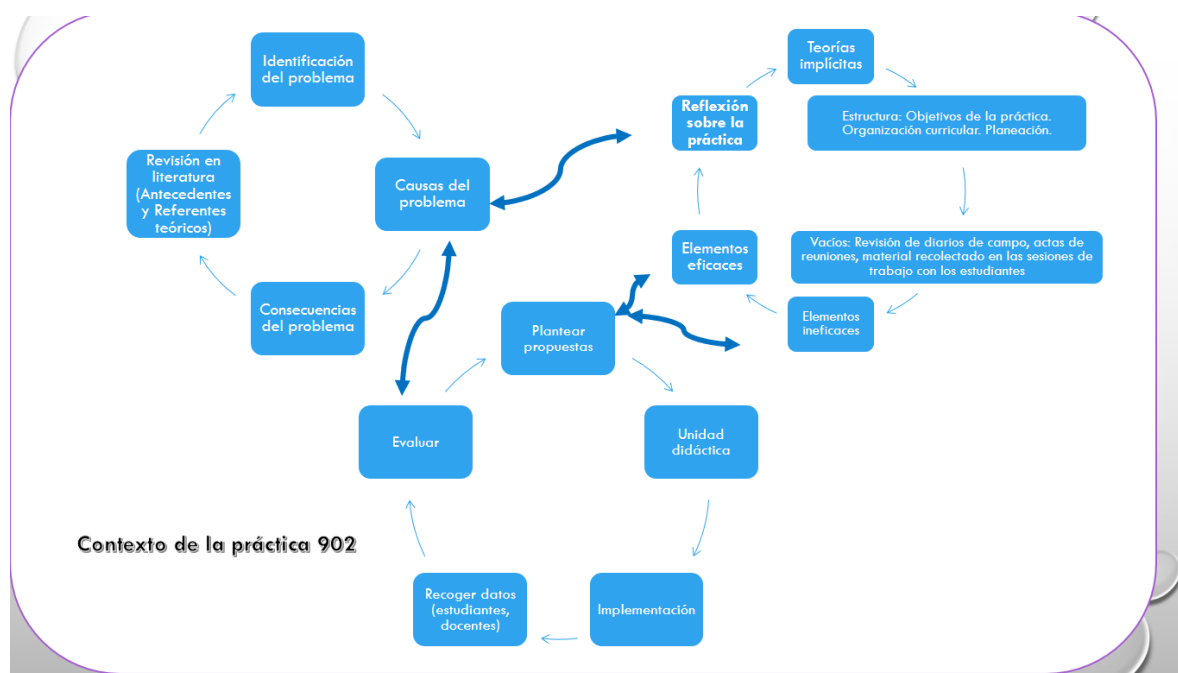 Identificación
del problema
Causas del
problema
Consecuencias
del problema
Revisión en
literatura
(Antecedentes
y Referentes
teóricos)
Teorías
implícitas
Estructura: Objetivos de la práctica.
Organización curricular. Planeación.
Vacíos: Revisión de diarios de campo, actas de
reuniones, material recolectado en las sesiones de
trabajo con los estudiantes
Elementos
ineficaces
Elementos
eficaces
Reflexión
sobre la
práctica
Plantear
propuestas
Unidad
didáctica
Implementación
Recoger datos
(estudiantes,
docentes)
Evaluar
Contexto de la práctica 902